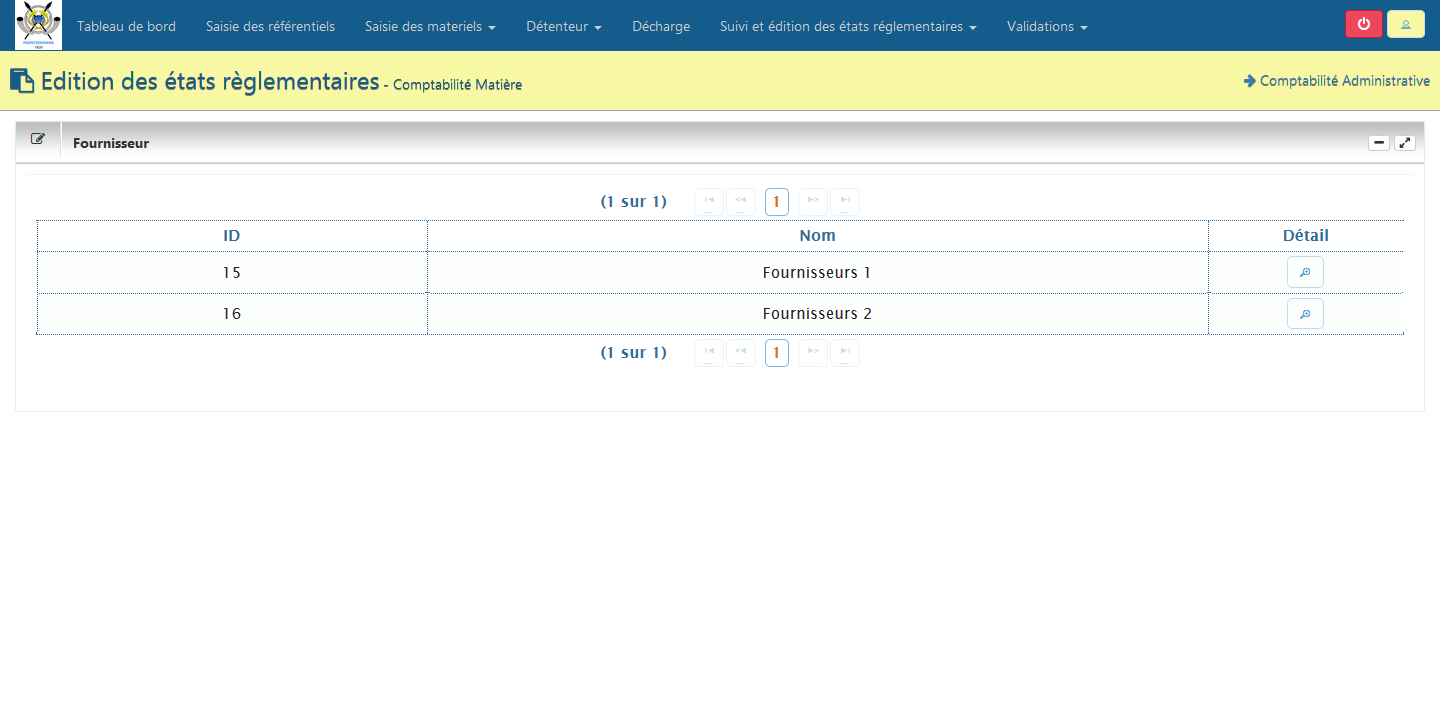 Tableau de bord Saisie des référentiels Saisie des materiels Détenteur Décharge Suivi et édition des états réglementaires Validations
Edition des états règlementaires - Comptabilité Matière
Comptabilité Administrative
Fournisseur
(1 sur 1) 1
ID Nom Détail
15 Fournisseurs 1
16 Fournisseurs 2
(1 sur 1) 1